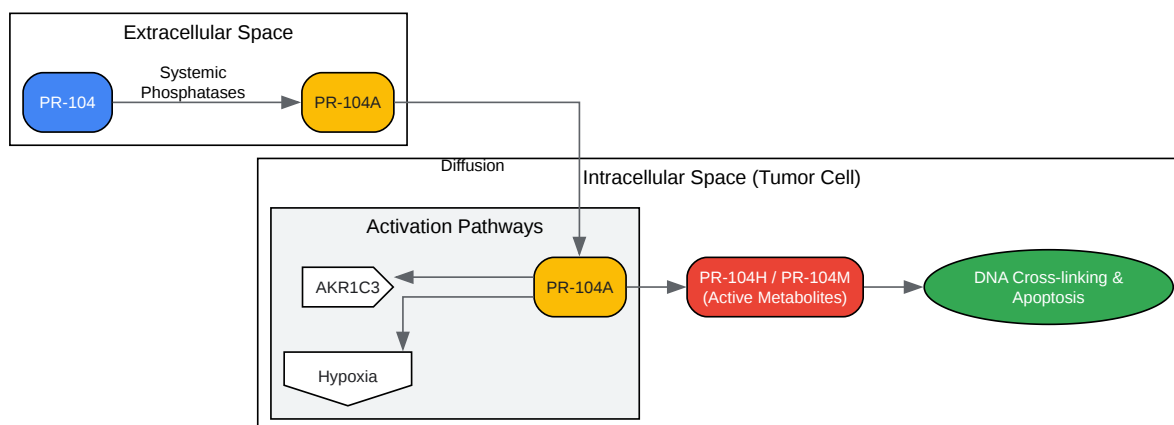 Extracellular Space
PR-104
Systemic
Phosphatases
PR-104A
Diffusion
Intracellular Space (Tumor Cell)
Activation Pathways
AKR1C3
PR-104A
Hypoxia
PR-104H / PR-104M
(Active Metabolites)
DNA Cross-linking &
Apoptosis